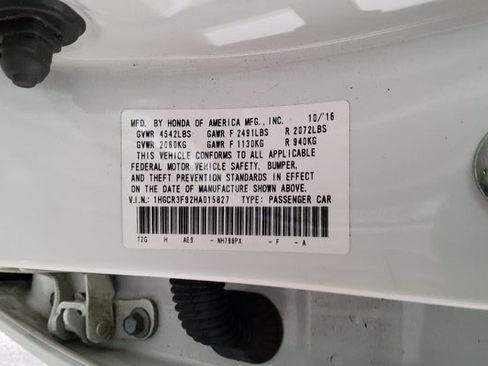 MFD. BY HONDA OF AMERICA MFG., INC. 10/'16
GVWR 4542LBS GAWR F 2491LBS R 2072LBS
GVWR 2060KG GAWR F 1130KG R 940KG
THIS VEHICLE CONFORMS TO ALL APPLICABLE
FEDERAL MOTOR VEHICLE SAFETY, BUMPER,
AND THEFT PREVENTION STANDARDS IN EFFECT
ON THE DATE OF MANUFACTURE SHOWN ABOVE.
V.I.N.: 1HGCR3F92HA015827 TYPE: PASSENGER CAR
12G H AE9 - NH788PX - F - A